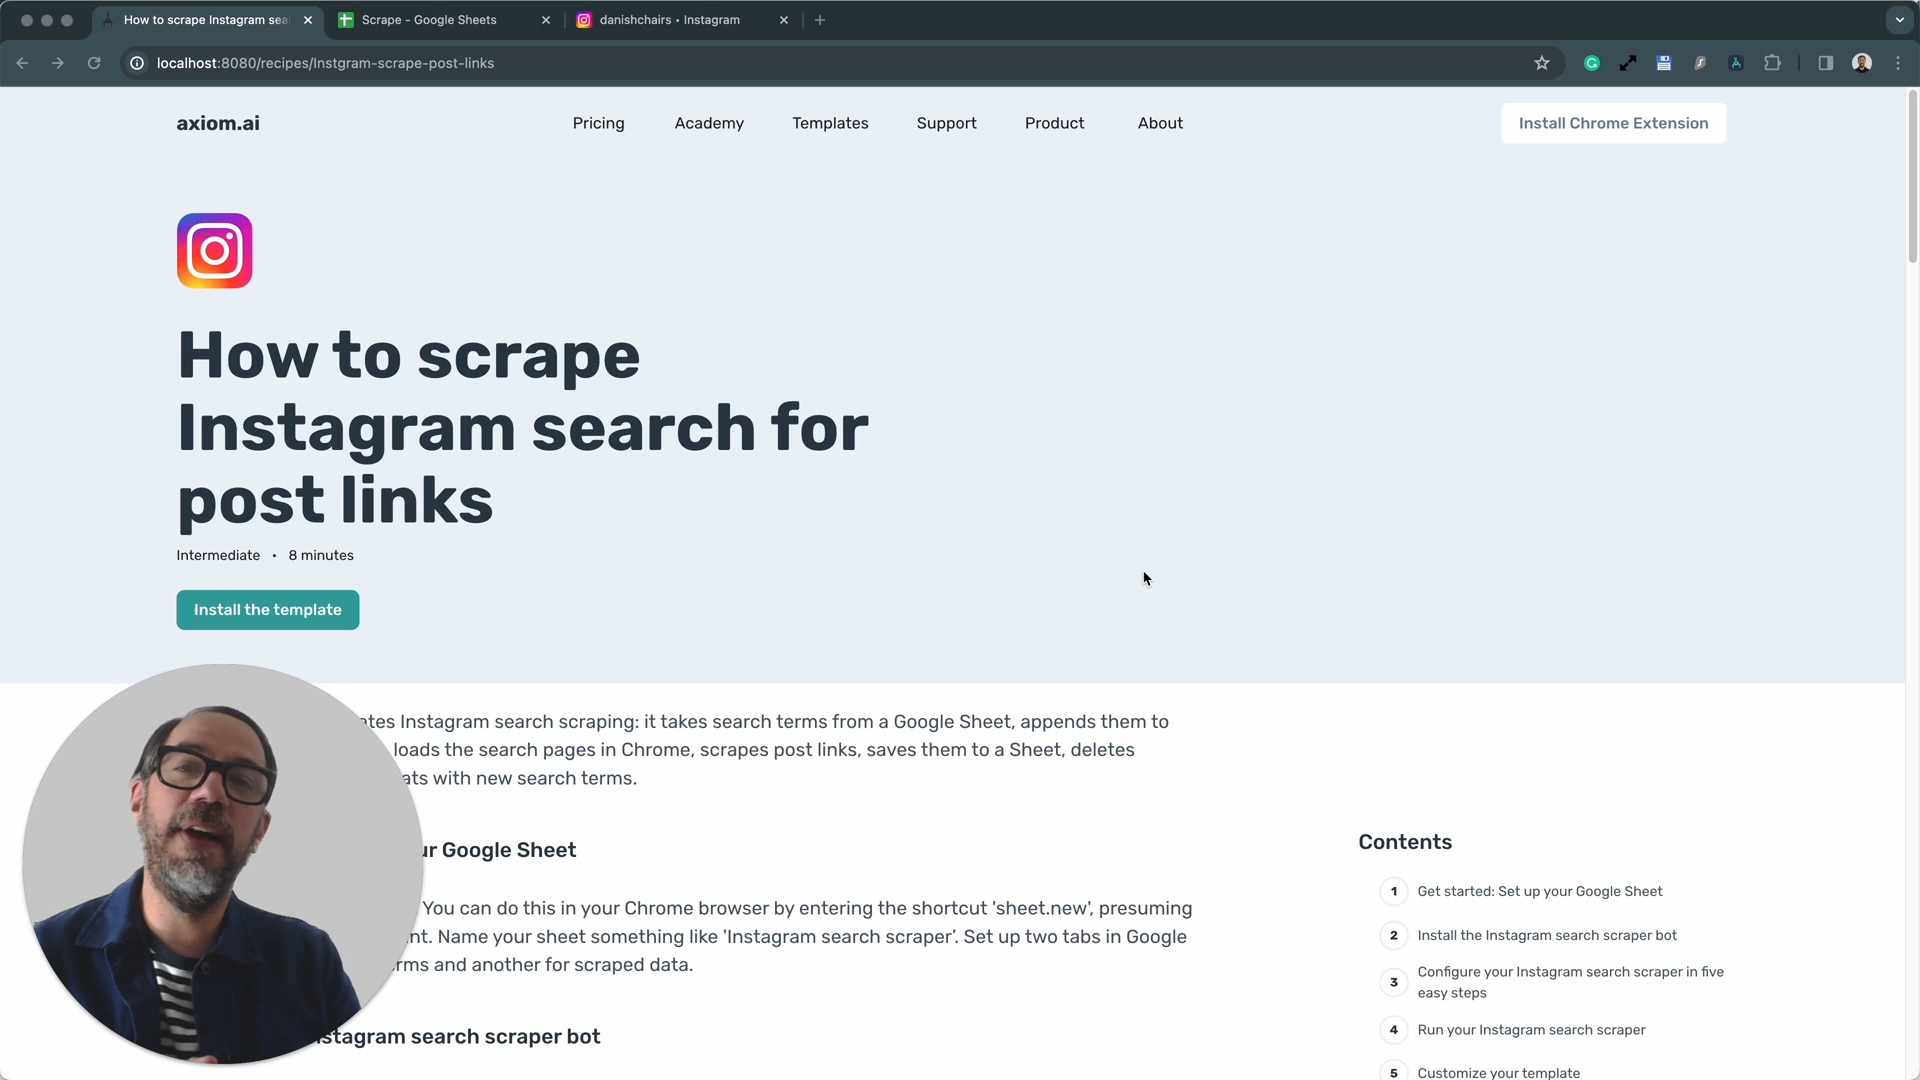 How to scrape Instagram sea
Scrape - Google Sheets
danishchairs • Instagram
localhost:8080/recipes/Instgram-scrape-post-links
axiom.ai
Pricing
Academy
Templates
Support
Product
About
Install Chrome Extension
How to scrape
Instagram search for
post links
Intermediate • 8 minutes
Install the template
ates Instagram search scraping: it takes search terms from a Google Sheet, appends them to
loads the search pages in Chrome, scrapes post links, saves them to a Sheet, deletes
ats with new search terms.
ur Google Sheet
You can do this in your Chrome browser by entering the shortcut 'sheet.new', presuming
nt. Name your sheet something like 'Instagram search scraper’. Set up two tabs in Google
rms and another for scraped data.
nstagram search scraper bot
Contents
1 Get started: Set up your Google Sheet
2 Install the Instagram search scraper bot
3 Configure your Instagram search scraper in five
easy steps
4 Run your Instagram search scraper
5 Customize your template